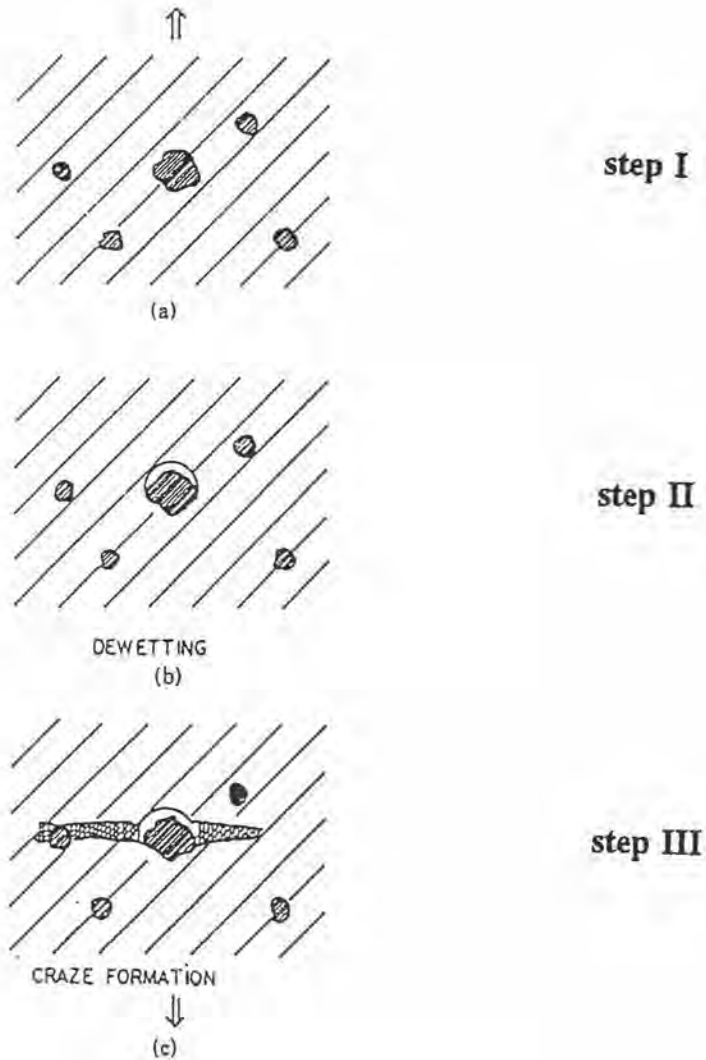 step I
(a)
step II
DEWETTING
(b)
step III
CRAZE FORMATION
(c)